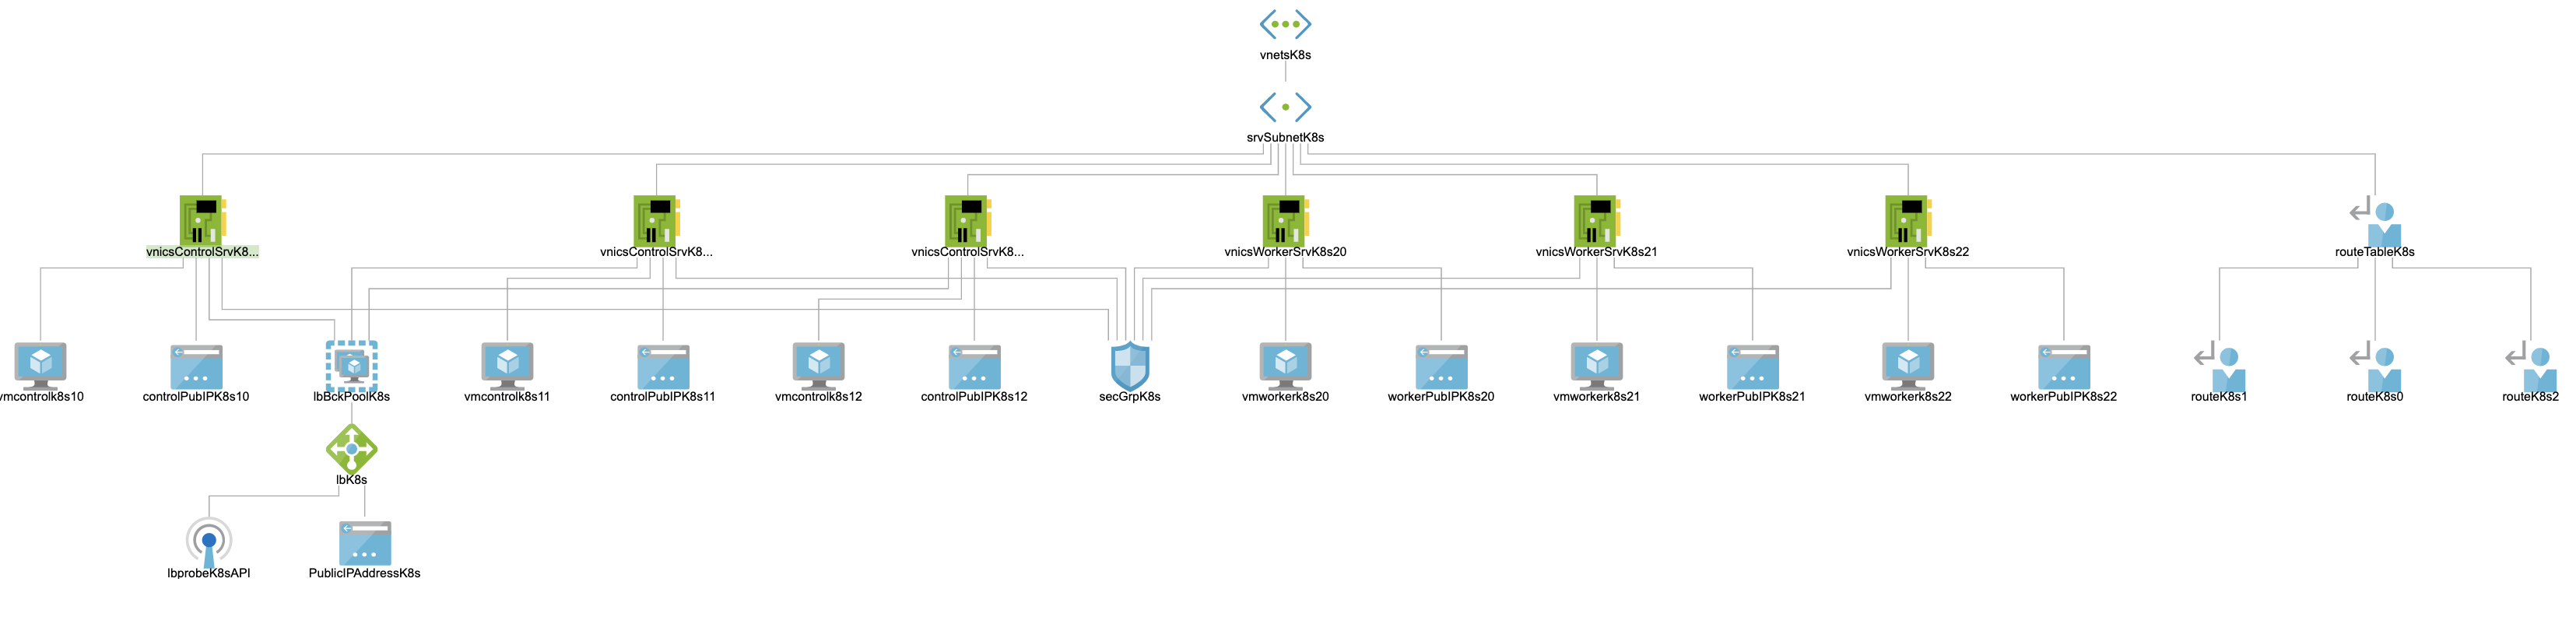 vnetsK8s
srvSubnetK8s
vnicsControlSrvK8...
vnicsControlSrvK8...
vnicsControlSrvK8...
vnicsWorkerSrvK8s20
vnicsWorkerSrvK8s21
vnicsWorkerSrvK8s22
routeTableK8s
vmcontrolk8s10
controlPubIPK8s10
lbBckPoolK8s
vmcontrolk8s11
controlPubIPK8s11
vmcontrolk8s12
controlPubIPK8s12
secGrpK8s
vmworkerk8s20
workerPubIPK8s20
vmworkerk8s21
workerPubIPK8s21
vmworkerk8s22
workerPubIPK8s22
routeK8s1
routeK8s0
routeK8s2
lbK8s
lbprobeK8sAPI
PublicIPAddressK8s